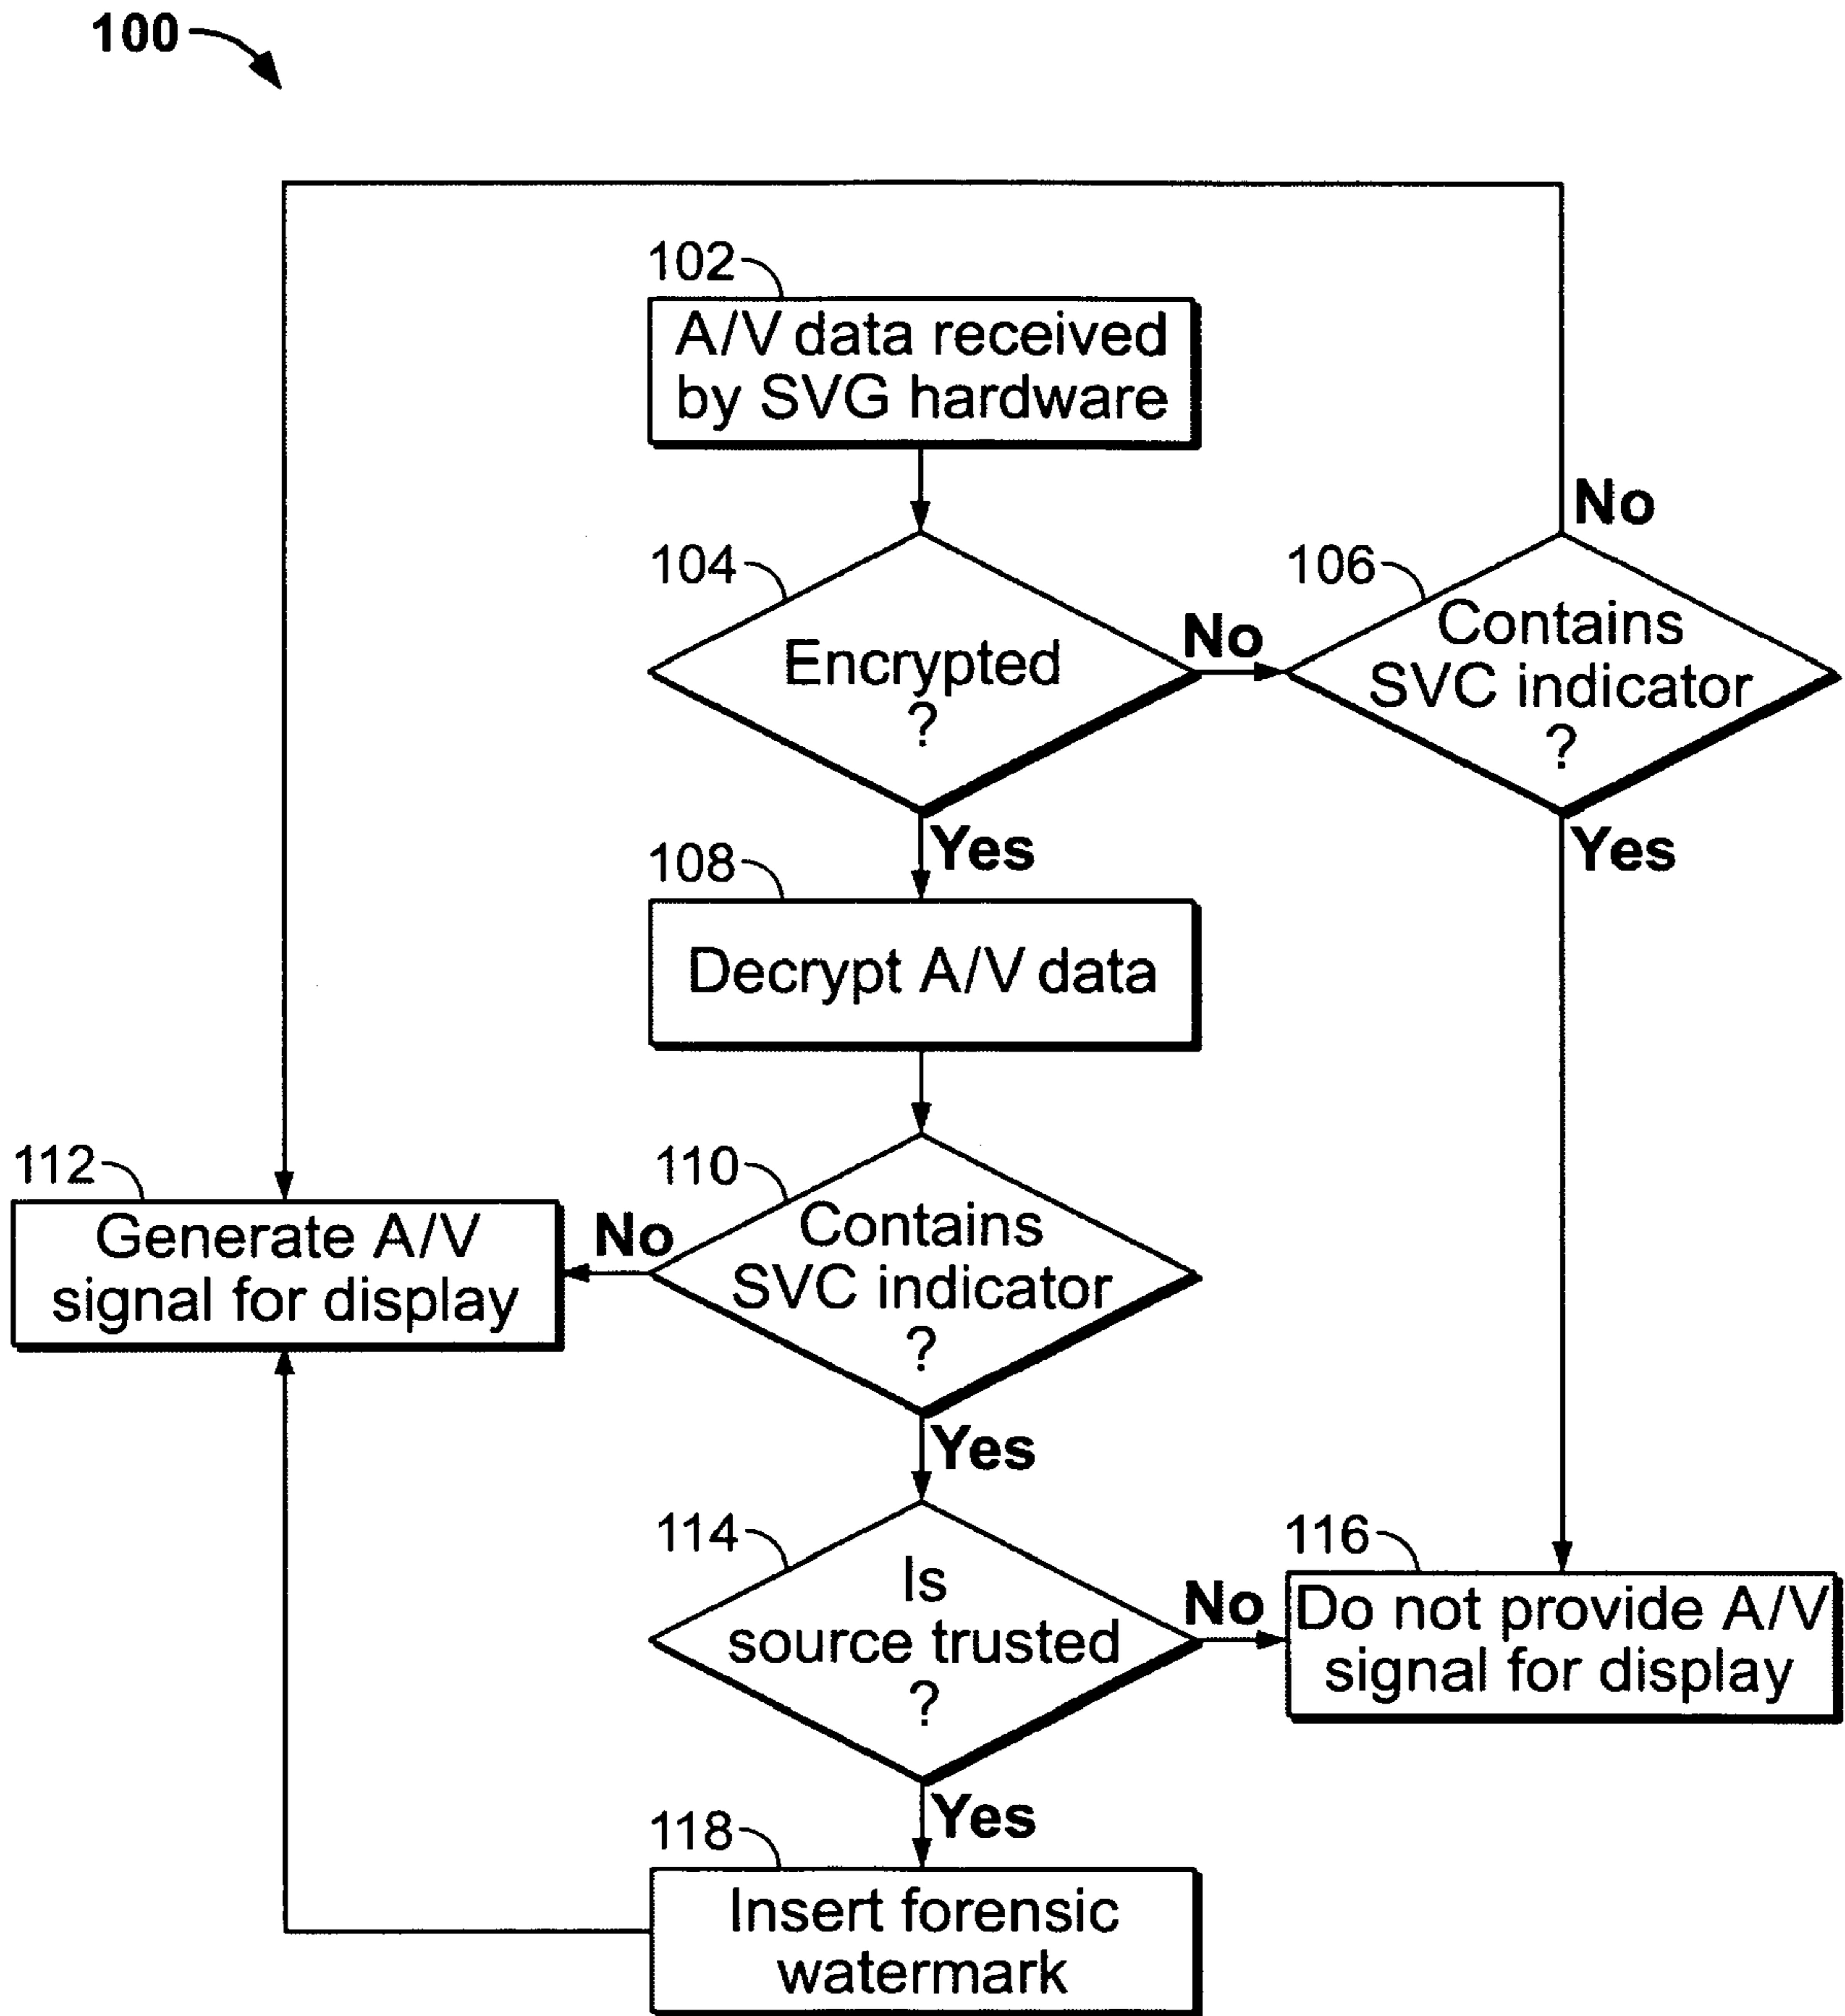 100
102
A/V data received
by SVG hardware
104
Encrypted
?
No
106
Contains
SVC indicator
?
No
Yes
Yes
108
Decrypt A/V data
110
Contains
SVC indicator
?
No
112
Generate A/V
signal for display
Yes
114
Is
source trusted
?
No
116
Do not provide A/V
signal for display
Yes
118
Insert forensic
watermark